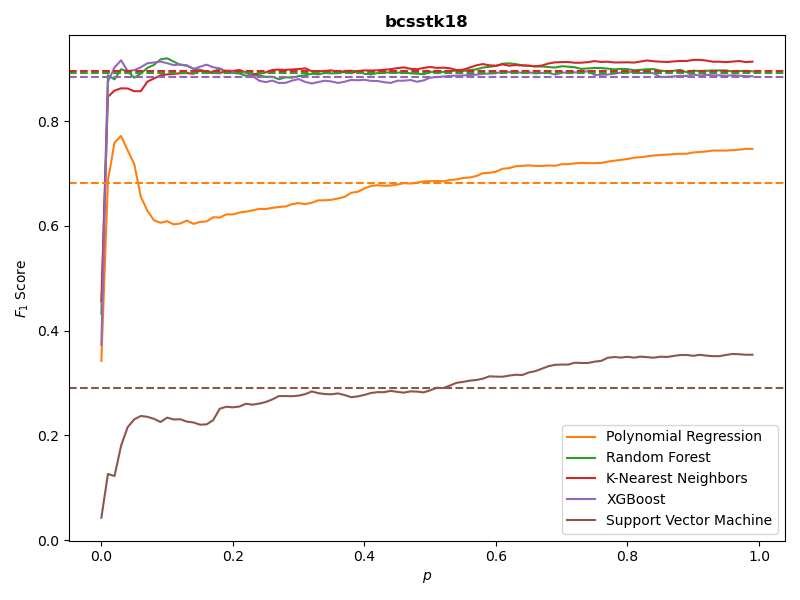 bcsstk18
F1 Score
0.8
0.6
0.4
0.2
0.0
Polynomial Regression
Random Forest
K-Nearest Neighbors
XGBoost
Support Vector Machine
0.0 0.2 0.4 0.6 0.8 1.0
p